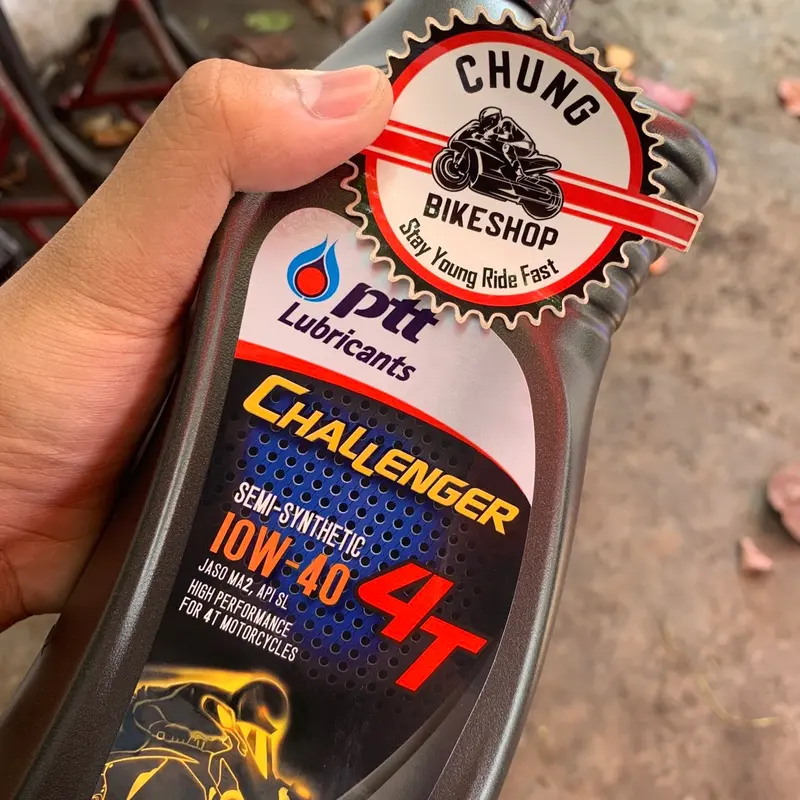 CHUNG
BIKESHOP
Stay Young Ride Fast
ptt
Lubricants
CHALLENGER
SEMI-SYNTHETIC
10W-40
JASO MA2, API SL
HIGH PERFORMANCE
FOR 4T MOTORCYCLES
4T